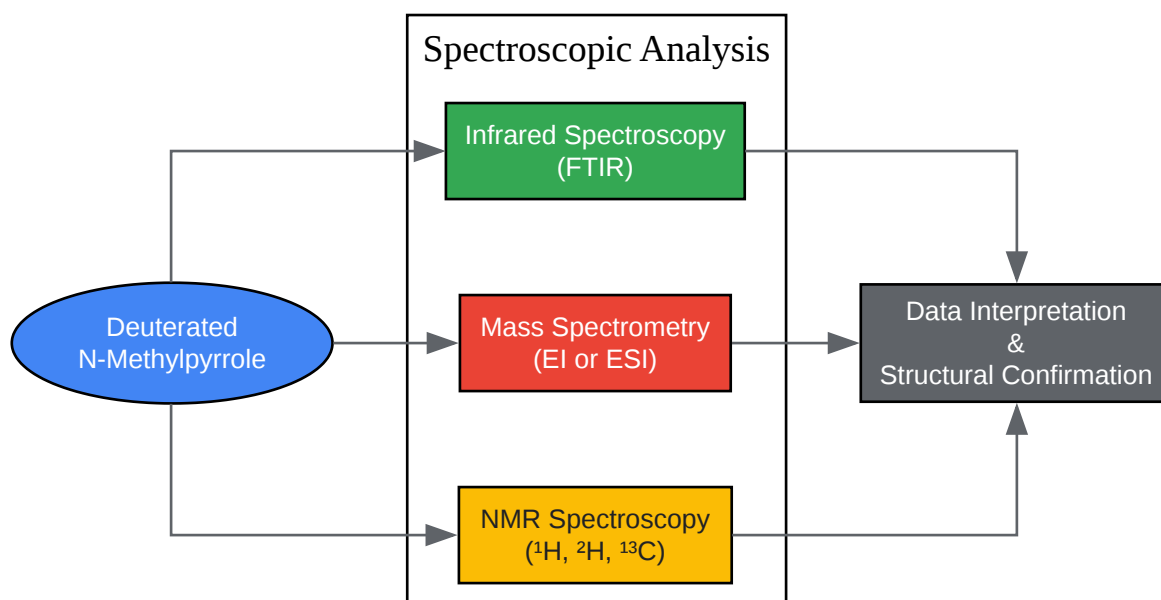 Spectroscopic Analysis
Infrared Spectroscopy
(FTIR)
Deuterated
N-Methylpyrrole
Mass Spectrometry
(EI or ESI)
Data Interpretation
&
Structural Confirmation
NMR Spectroscopy
(¹H, ²H, ¹³C)